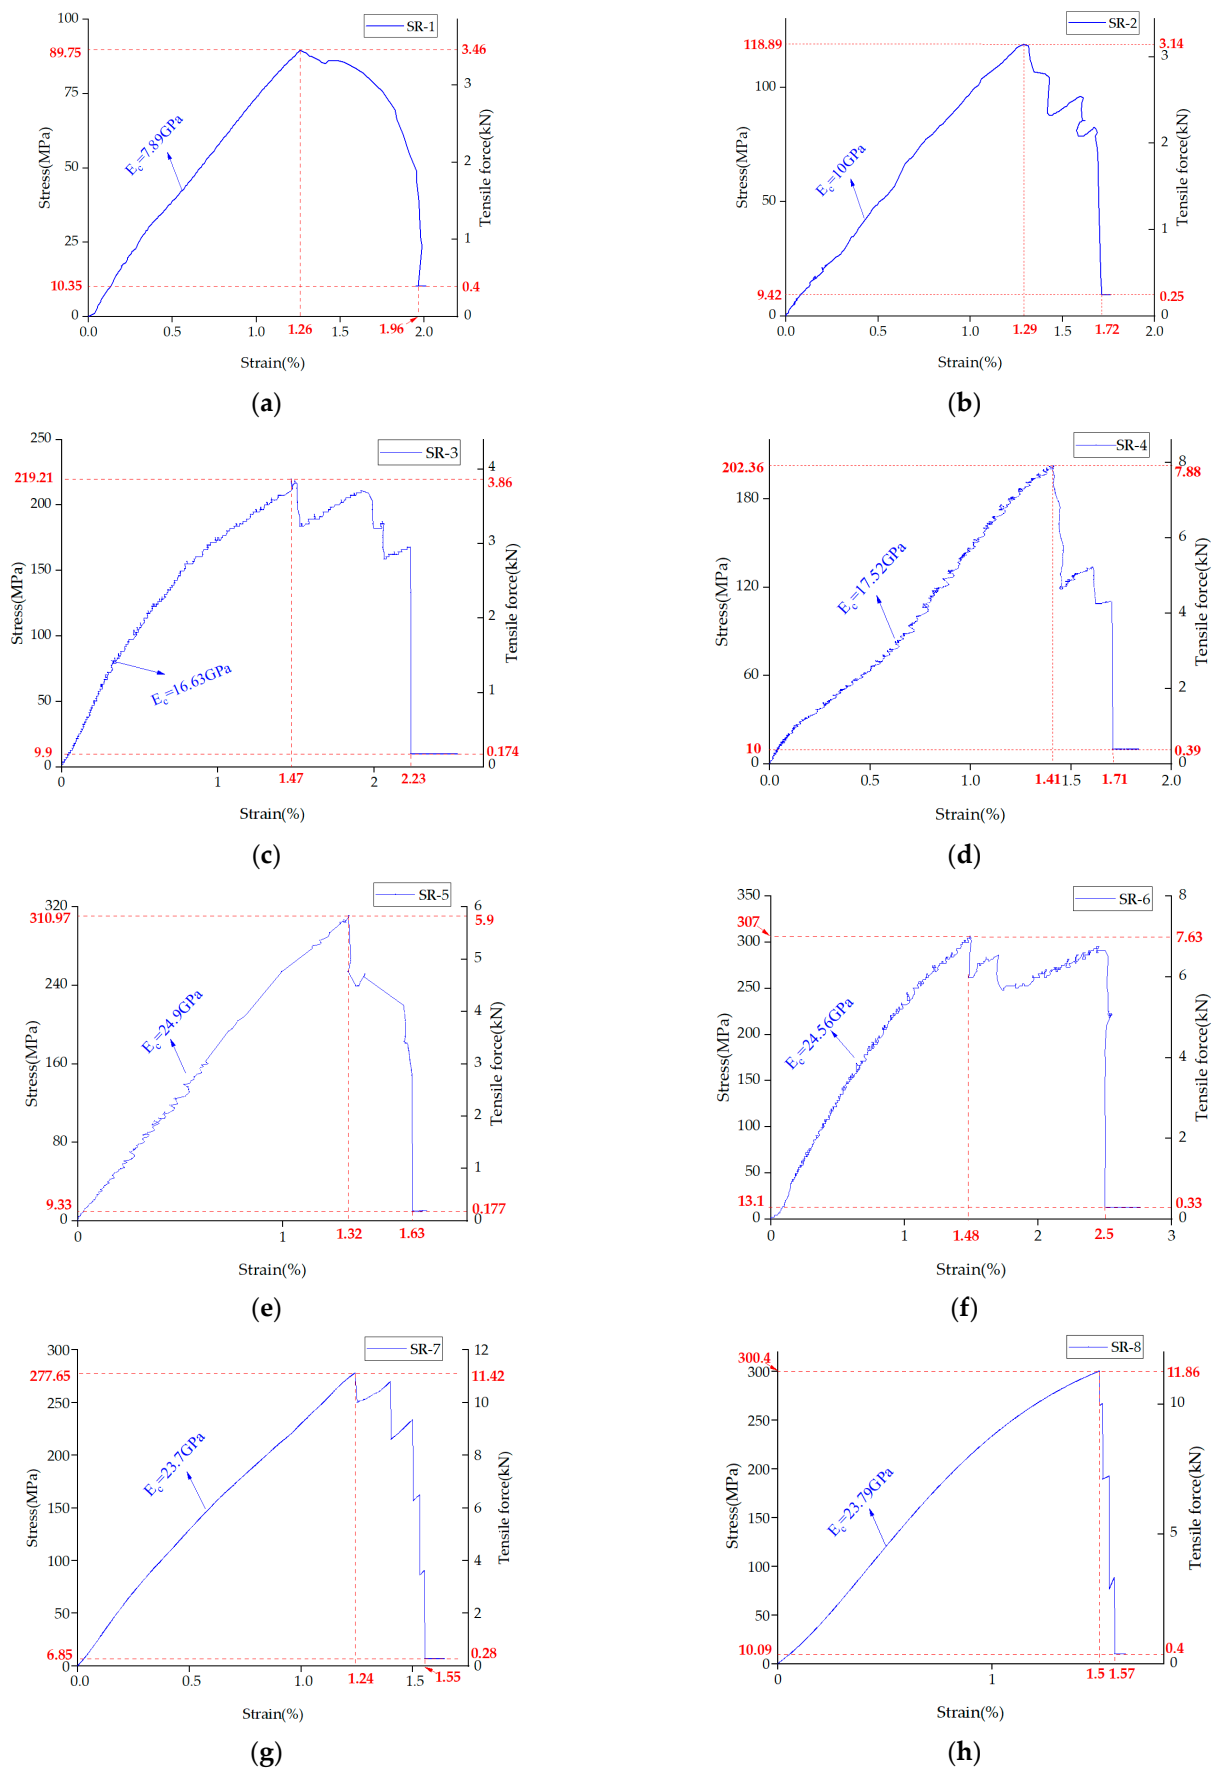 SR-1
100
89.75
75
50
25
10.35
0
3.46
3
2
1
0.4
0
E_c=7.89GPa
Stress(MPa)
Tensile force(kN)
0.0 0.5 1.0 1.26 1.5 1.96 2.0
Strain(%)
(a)
SR-2
118.89
100
50
9.42
0
3.14
3
2
1
0.25
0
E_c=10GPa
Stress(MPa)
Tensile force(kN)
0.0 0.5 1.0 1.29 1.5 1.72 2.0
Strain(%)
(b)
SR-3
250
219.21
200
150
100
50
9.9
0
4
3.86
3
2
1
0.174
0
E_c=16.63GPa
Stress(MPa)
Tensile force(kN)
0 1 1.47 2 2.23
Strain(%)
(c)
SR-4
202.36
180
120
60
10
0
8
7.88
6
4
2
0.39
0
E_c=17.52GPa
Stress(MPa)
Tensile force(kN)
0.0 0.5 1.0 1.41 1.5 1.71 2.0
Strain(%)
(d)
SR-5
320
310.97
240
160
80
9.33
0
6
5.9
5
4
3
2
1
0.177
0
E_c=24.9GPa
Stress(MPa)
Tensile force(kN)
0 1 1.32 1.63
Strain(%)
(e)
SR-6
350
307
300
250
200
150
100
50
13.1
0
8
7.63
6
4
2
0.33
0
E_c=24.56GPa
Stress(MPa)
Tensile force(kN)
0 1 1.48 2 2.5 3
Strain(%)
(f)
SR-7
300
277.65
250
200
150
100
50
6.85
0
12
11.42
10
8
6
4
2
0.28
0
E_c=23.7GPa
Stress(MPa)
Tensile force(kN)
0.0 0.5 1.0 1.24 1.5 1.55
Strain(%)
(g)
SR-8
300.4
300
250
200
150
100
50
10.09
0
11.86
10
5
0.4
0
E_c=23.79GPa
Stress(MPa)
Tensile force(kN)
0 1 1.5 1.57
Strain(%)
(h)